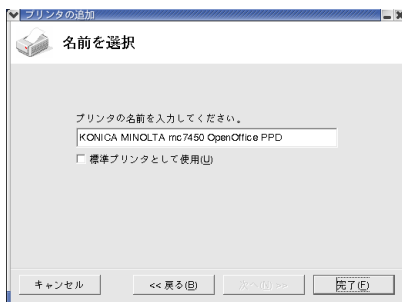 プリンタの追加
名前を選択
プリンタの名前を入力してください。
KONICA MINOLTA mc7450 OpenOffice PPD
標準プリンタとして使用(U)
キャンセル
<< 戻る(B)
次へ(N) >>
完了(F)